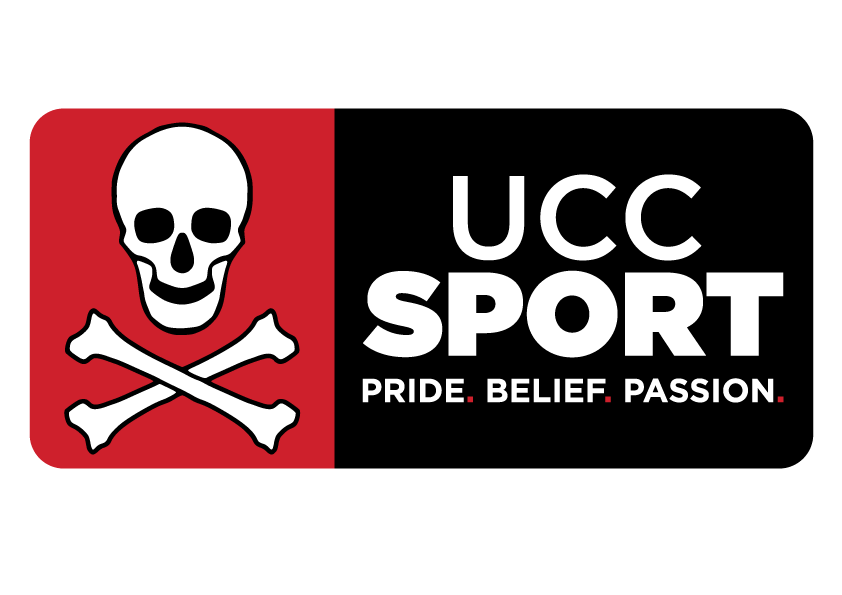 UCC
SPORT
PRIDE. BELIEF. PASSION.